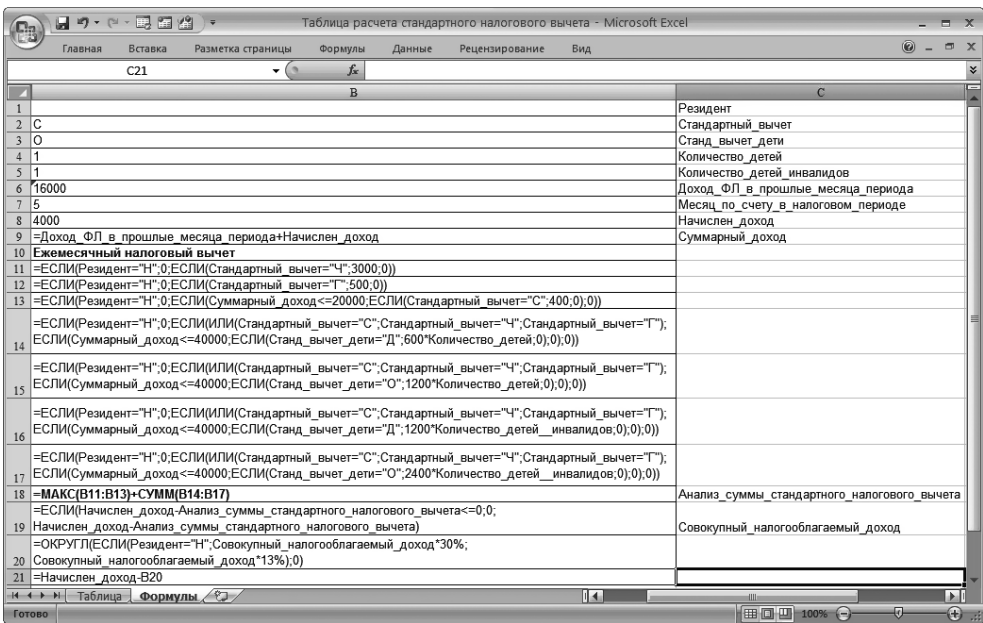 Таблица расчета стандартного налогового вычета - Microsoft Excel
Главная Вставка Разметка страницы Формулы Данные Рецензирование Вид
C21 fx
B C
1 Резидент
2 С Стандартный_вычет
3 О Станд_вычет_дети
4 1 Количество_детей
5 1 Количество_детей_инвалидов
6 16000 Доход_ФЛ_в_прошлые_месяца_периода
7 5 Месяц_по_счету_в_налоговом_периоде
8 4000 Начислен_доход
9 =Доход_ФЛ_в_прошлые_месяца_периода+Начислен_доход Суммарный_доход
10 Ежемесячный налоговый вычет
11 =ЕСЛИ(Резидент="Н";0;ЕСЛИ(Стандартный_вычет="Ч";3000;0))
12 =ЕСЛИ(Резидент="Н";0;ЕСЛИ(Стандартный_вычет="Г";500;0))
13 =ЕСЛИ(Резидент="Н";0;ЕСЛИ(Суммарный_доход<=20000;ЕСЛИ(Стандартный_вычет="С";400;0);0))
=ЕСЛИ(Резидент="Н";0;ЕСЛИ(ИЛИ(Стандартный_вычет="С";Стандартный_вычет="Ч";Стандартный_вычет="Г");
14 ЕСЛИ(Суммарный_доход<=40000;ЕСЛИ(Станд_вычет_дети="Д";600*Количество_детей;0);0);0))
=ЕСЛИ(Резидент="Н";0;ЕСЛИ(ИЛИ(Стандартный_вычет="С";Стандартный_вычет="Ч";Стандартный_вычет="Г");
15 ЕСЛИ(Суммарный_доход<=40000;ЕСЛИ(Станд_вычет_дети="О";1200*Количество_детей;0);0);0))
=ЕСЛИ(Резидент="Н";0;ЕСЛИ(ИЛИ(Стандартный_вычет="С";Стандартный_вычет="Ч";Стандартный_вычет="Г");
16 ЕСЛИ(Суммарный_доход<=40000;ЕСЛИ(Станд_вычет_дети="Д";1200*Количество_детей__инвалидов;0);0);0))
=ЕСЛИ(Резидент="Н";0;ЕСЛИ(ИЛИ(Стандартный_вычет="С";Стандартный_вычет="Ч";Стандартный_вычет="Г");
17 ЕСЛИ(Суммарный_доход<=40000;ЕСЛИ(Станд_вычет_дети="О";2400*Количество_детей__инвалидов;0);0);0))
18 =МАКС(B11:B13)+СУММ(B14:B17) Анализ_суммы_стандартного_налогового_вычета
=ЕСЛИ(Начислен_доход-Анализ_суммы_стандартного_налогового_вычета<=0;0;
19 Начислен_доход-Анализ_суммы_стандартного_налогового_вычета) Совокупный_налогооблагаемый_доход
=ОКРУГЛ(ЕСЛИ(Резидент="Н";Совокупный_налогооблагаемый_доход*30%;
20 Совокупный_налогооблагаемый_доход*13%);0)
21 =Начислен_доход-B20
Таблица Формулы
Готово 100%